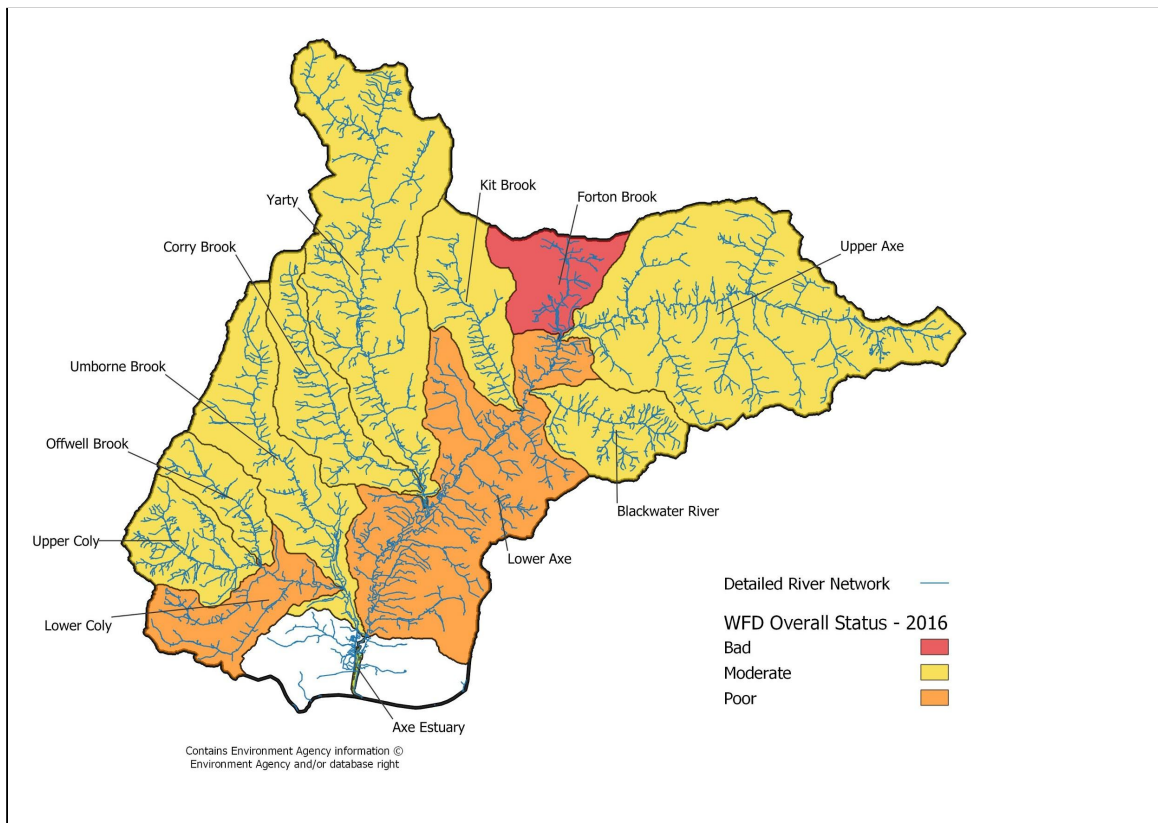 Kit Brook
Forton Brook
Yarty
Corry Brook
Upper Axe
Umborne Brook
Offwell Brook
Blackwater River
Upper Coly
Lower Axe
Lower Coly
Axe Estuary
Detailed River Network
WFD Overall Status - 2016
Bad
Moderate
Poor
Contains Environment Agency information ©
Environment Agency and/or database right